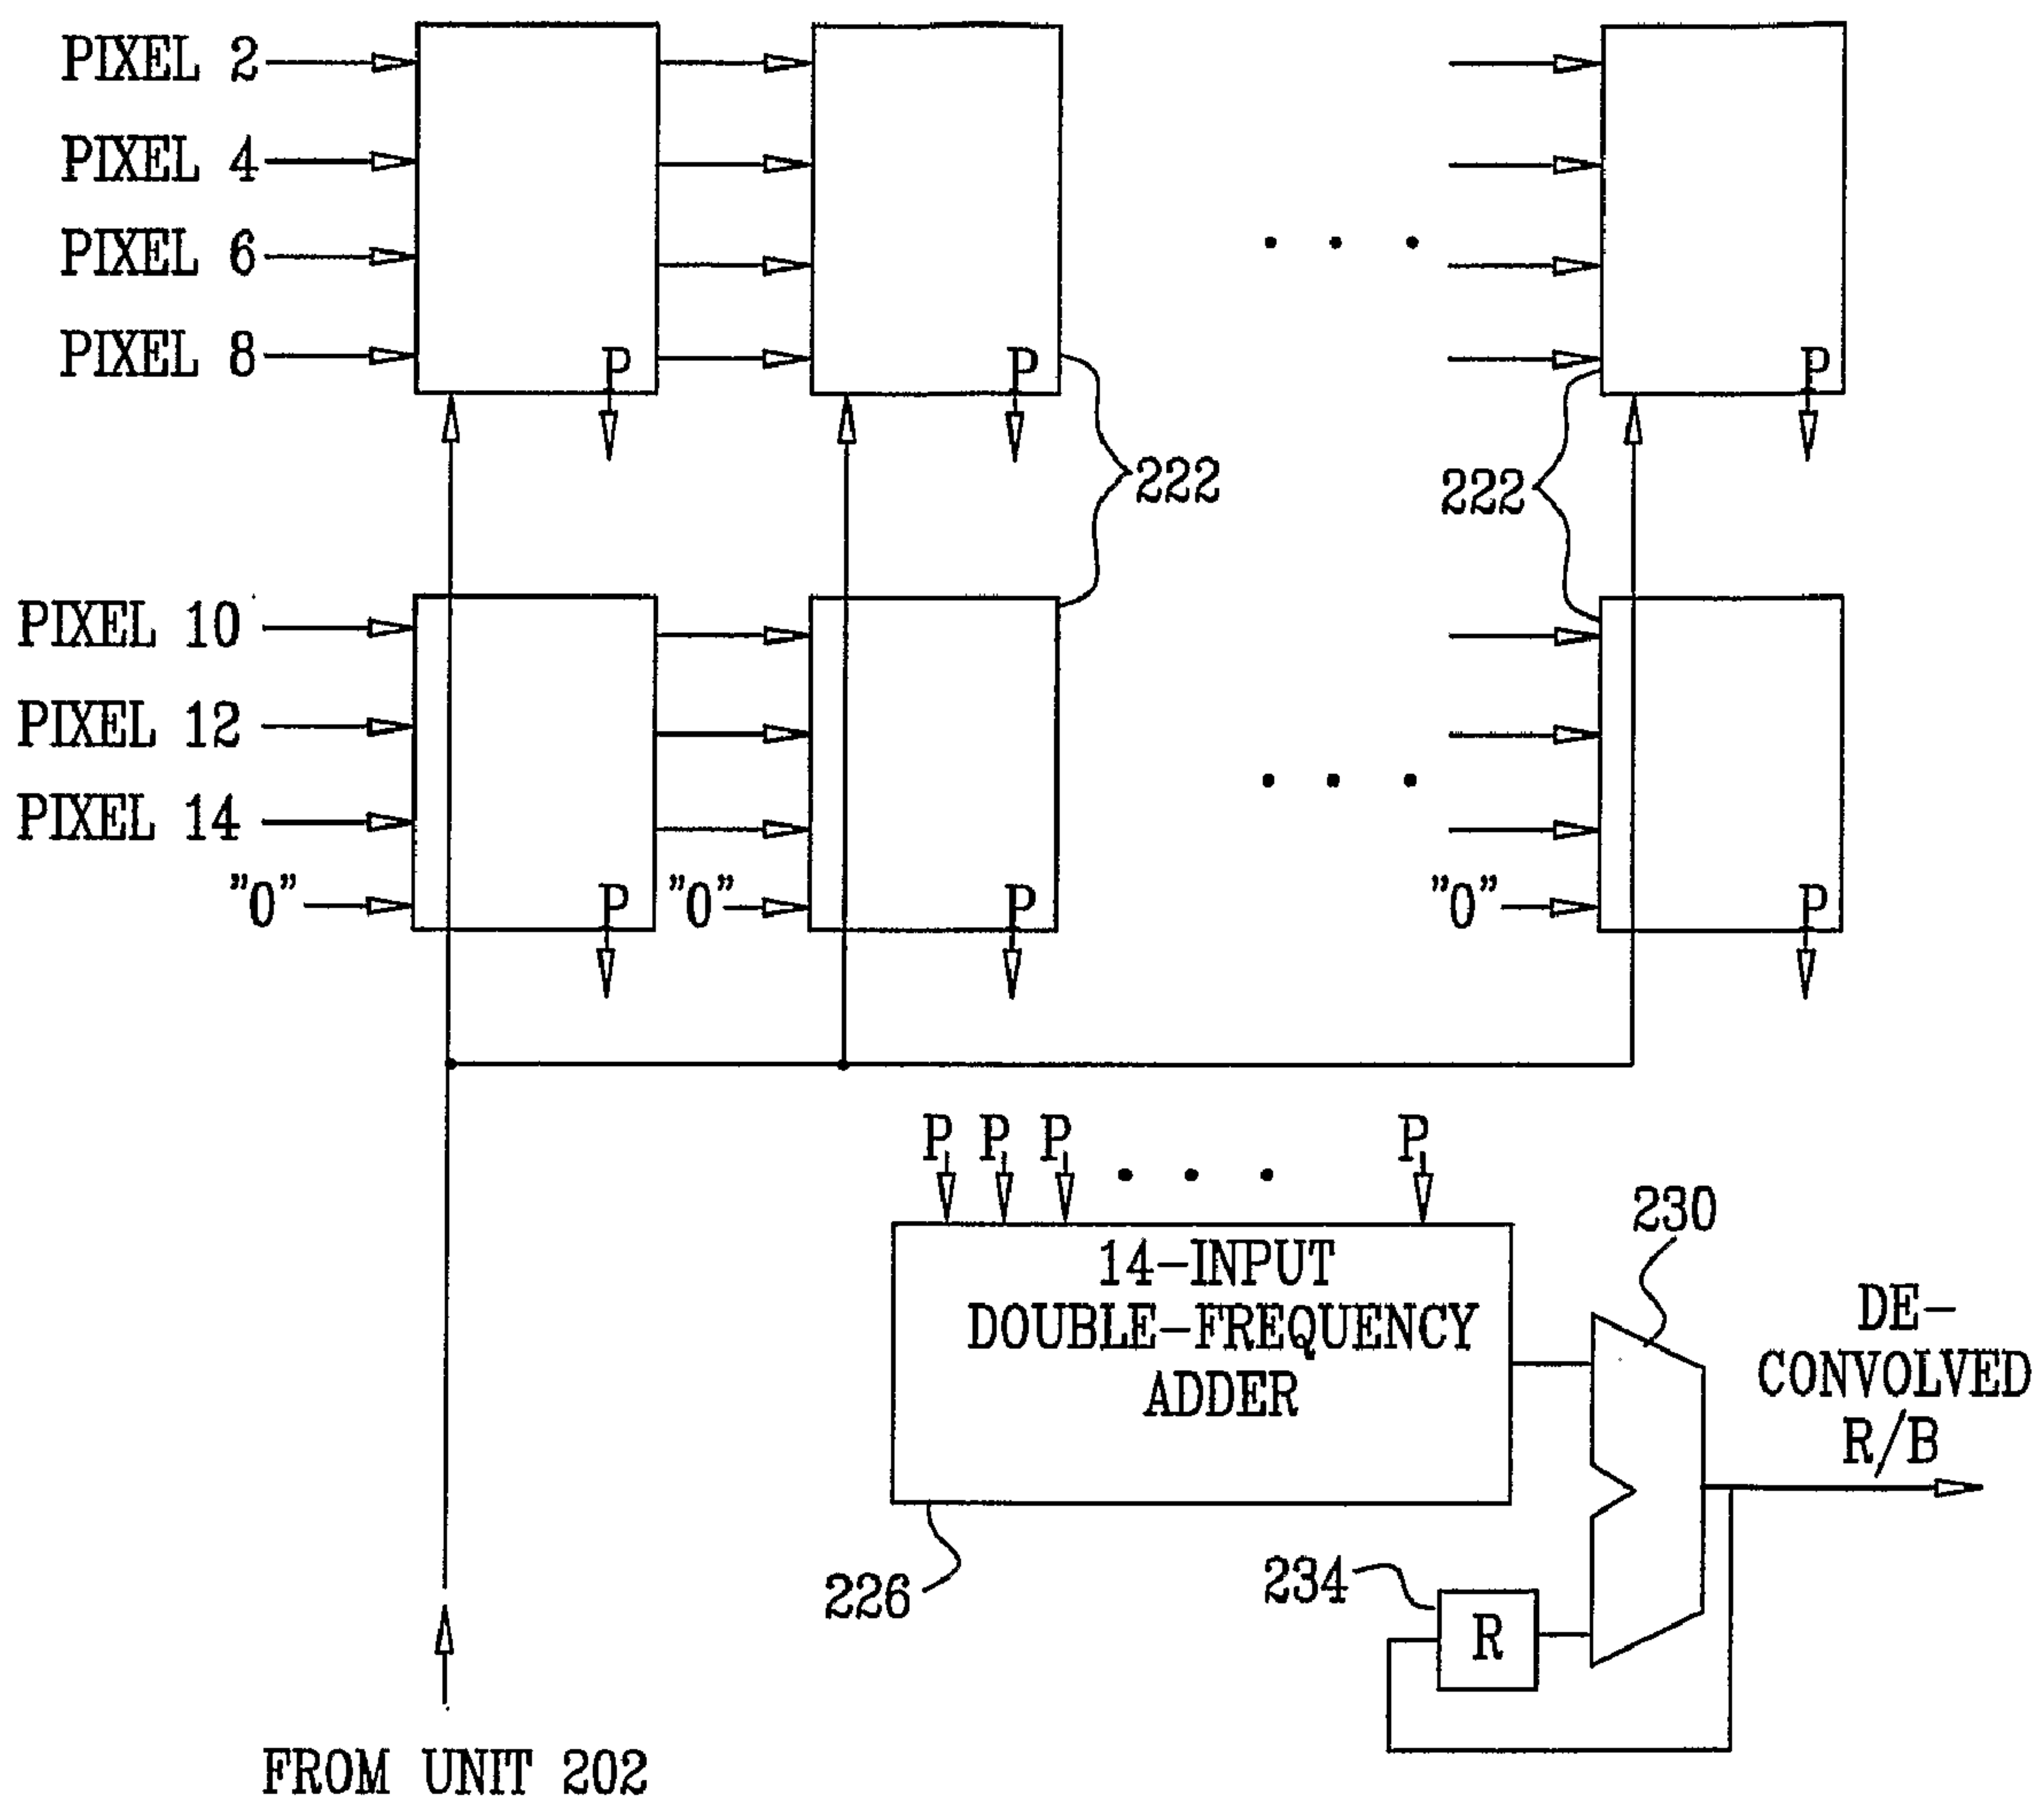 PIXEL 2
PIXEL 4
PIXEL 6
PIXEL 8
P
P
P
222
222
PIXEL 10
PIXEL 12
PIXEL 14
"0"
P
"0"
P
"0"
P
P P P P
14-INPUT
DOUBLE-FREQUENCY
ADDER
230
DE-
CONVOLVED
R/B
226
234
R
FROM UNIT 202